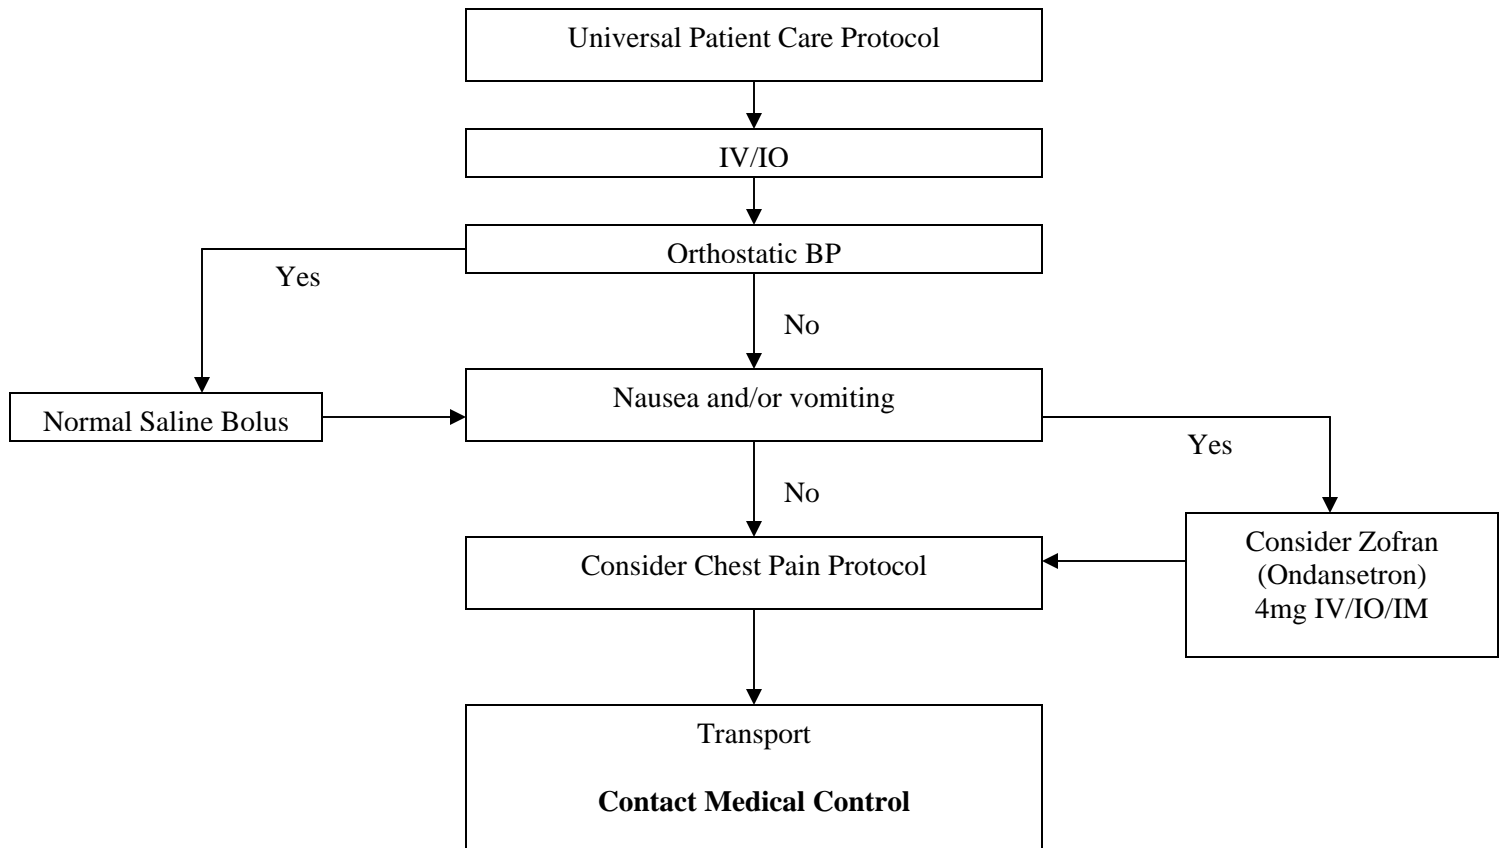 Universal Patient Care Protocol
IV/IO
Orthostatic BP
Yes
No
Normal Saline Bolus
Nausea and/or vomiting
Yes
No
Consider Chest Pain Protocol
Consider Zofran
(Ondansetron)
4mg IV/IO/IM
Transport
Contact Medical Control